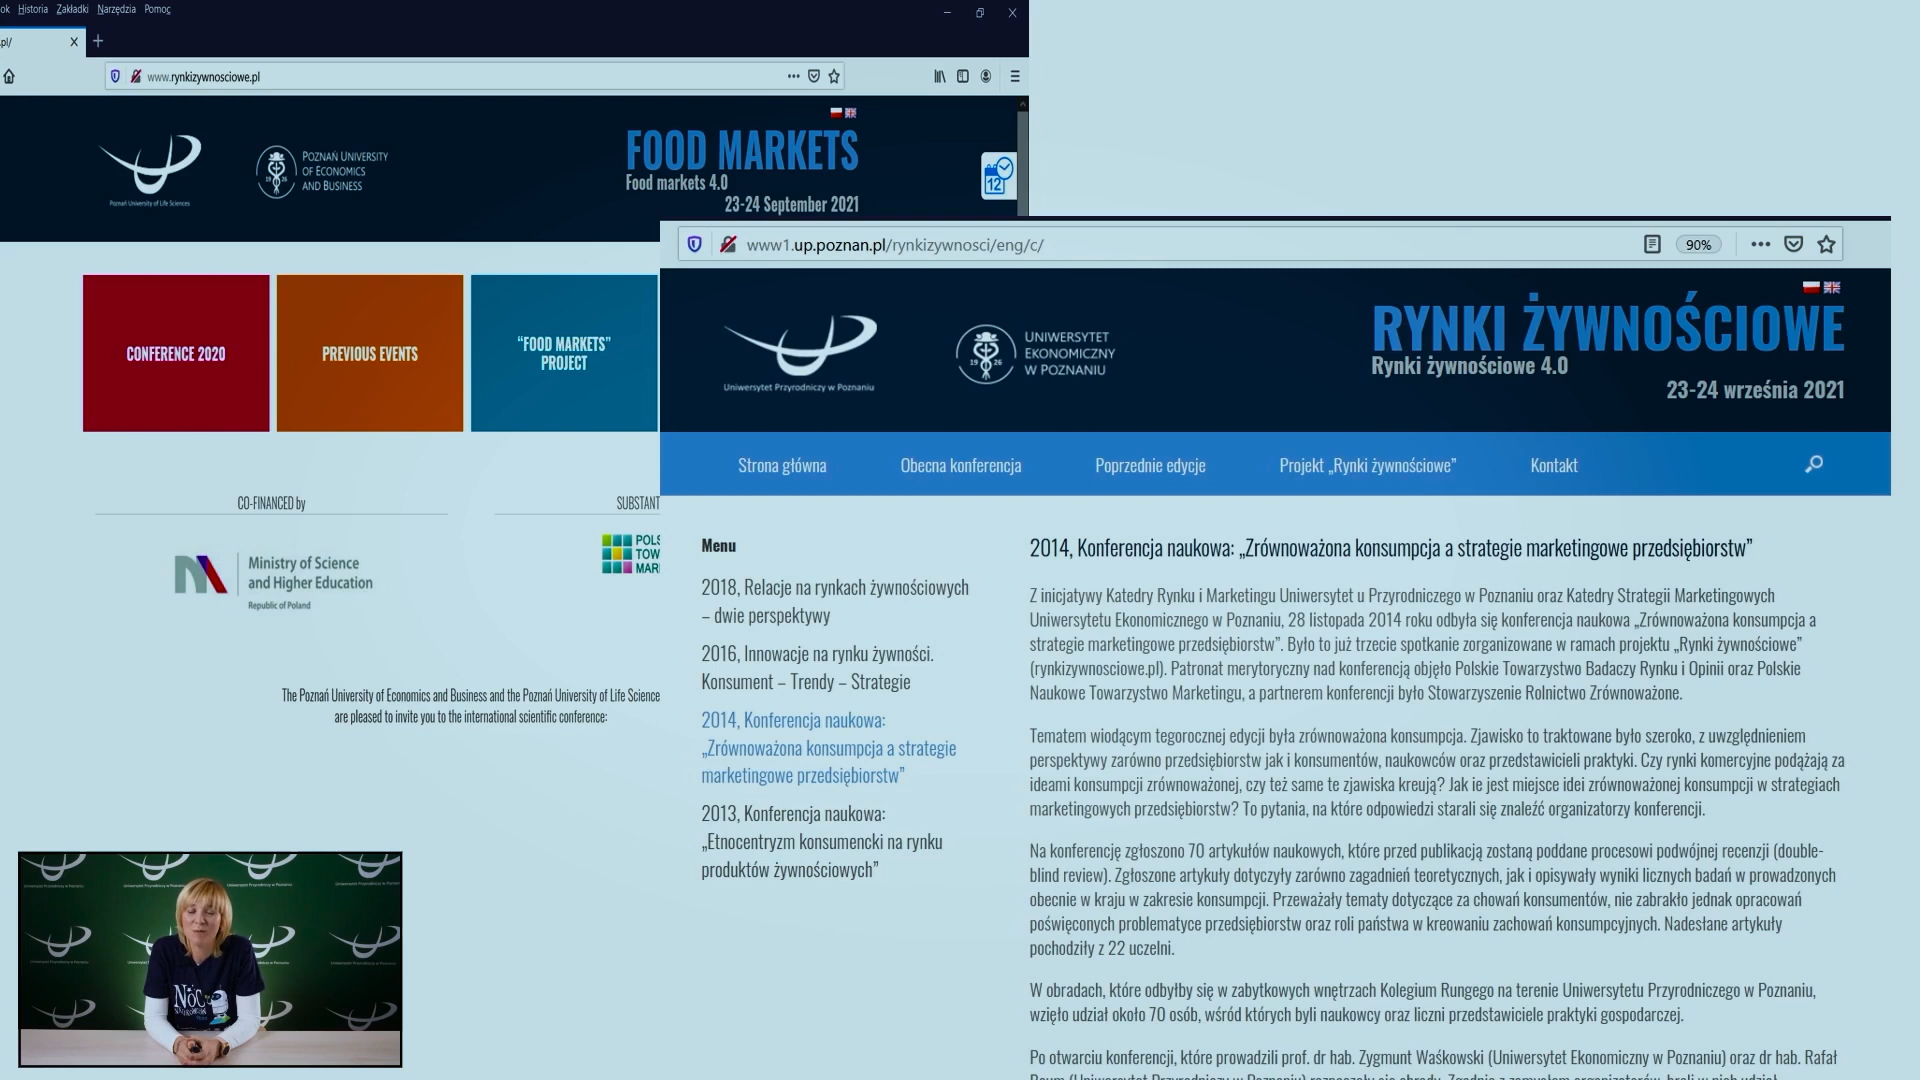 ok Historia Zakładki Narzędzia Pomoc
.pl/
www.rynkizywnosciowe.pl
Poznań University of Life Sciences
POZNAŃ UNIVERSITY
OF ECONOMICS
AND BUSINESS
19 26
FOOD MARKETS
Food markets 4.0
23-24 September 2021
12
CONFERENCE 2020
PREVIOUS EVENTS
“FOOD MARKETS”
PROJECT
CO-FINANCED by
SUBSTANT
Ministry of Science
and Higher Education
Republic of Poland
POLS
TOW
MAR
The Poznań University of Economics and Business and the Poznań University of Life Science
are pleased to invite you to the international scientific conference:
www1.up.poznan.pl/rynkizywnosci/eng/c/
90%
Uniwersytet Przyrodniczy w Poznaniu
19 26
UNIWERSYTET
EKONOMICZNY
W POZNANIU
RYNKI ŻYWNOŚCIOWE
Rynki żywnościowe 4.0
23-24 września 2021
Strona główna
Obecna konferencja
Poprzednie edycje
Projekt „Rynki żywnościowe”
Kontakt
Menu
2018, Relacje na rynkach żywnościowych
– dwie perspektywy
2016, Innowacje na rynku żywności.
Konsument – Trendy – Strategie
2014, Konferencja naukowa:
„Zrównoważona konsumpcja a strategie
marketingowe przedsiębiorstw”
2013, Konferencja naukowa:
„Etnocentryzm konsumencki na rynku
produktów żywnościowych”
2014, Konferencja naukowa: „Zrównoważona konsumpcja a strategie marketingowe przedsiębiorstw”
Z inicjatywy Katedry Rynku i Marketingu Uniwersytet u Przyrodniczego w Poznaniu oraz Katedry Strategii Marketingowych
Uniwersytetu Ekonomicznego w Poznaniu, 28 listopada 2014 roku odbyła się konferencja naukowa „Zrównoważona konsumpcja a
strategie marketingowe przedsiębiorstw”. Było to już trzecie spotkanie zorganizowane w ramach projektu „Rynki żywnościowe”
(rynkizywnosciowe.pl). Patronat merytoryczny nad konferencją objęło Polskie Towarzystwo Badaczy Rynku i Opinii oraz Polskie
Naukowe Towarzystwo Marketingu, a partnerem konferencji było Stowarzyszenie Rolnictwo Zrównoważone.
Tematem wiodącym tegorocznej edycji była zrównoważona konsumpcja. Zjawisko to traktowane było szeroko, z uwzględnieniem
perspektywy zarówno przedsiębiorstw jak i konsumentów, naukowców oraz przedstawicieli praktyki. Czy rynki komercyjne podążają za
ideami konsumpcji zrównoważonej, czy też same te zjawiska kreują? Jak ie jest miejsce idei zrównoważonej konsumpcji w strategiach
marketingowych przedsiębiorstw? To pytania, na które odpowiedzi starali się znaleźć organizatorzy konferencji.
Na konferencję zgłoszono 70 artykułów naukowych, które przed publikacją zostaną poddane procesowi podwójnej recenzji (double-
blind review). Zgłoszone artykuły dotyczyły zarówno zagadnień teoretycznych, jak i opisywały wyniki licznych badań w prowadzonych
obecnie w kraju w zakresie konsumpcji. Przeważały tematy dotyczące za chowań konsumentów, nie zabrakło jednak opracowań
poświęconych problematyce przedsiębiorstw oraz roli państwa w kreowaniu zachowań konsumpcyjnych. Nadesłane artykuły
pochodziły z 22 uczelni.
W obradach, które odbyłby się w zabytkowych wnętrzach Kolegium Rungego na terenie Uniwersytetu Przyrodniczego w Poznaniu,
wzięło udział około 70 osób, wśród których byli naukowcy oraz liczni przedstawiciele praktyki gospodarczej.
Po otwarciu konferencji, które prowadzili prof. dr hab. Zygmunt Waśkowski (Uniwersytet Ekonomiczny w Poznaniu) oraz dr hab. Rafał
NOC